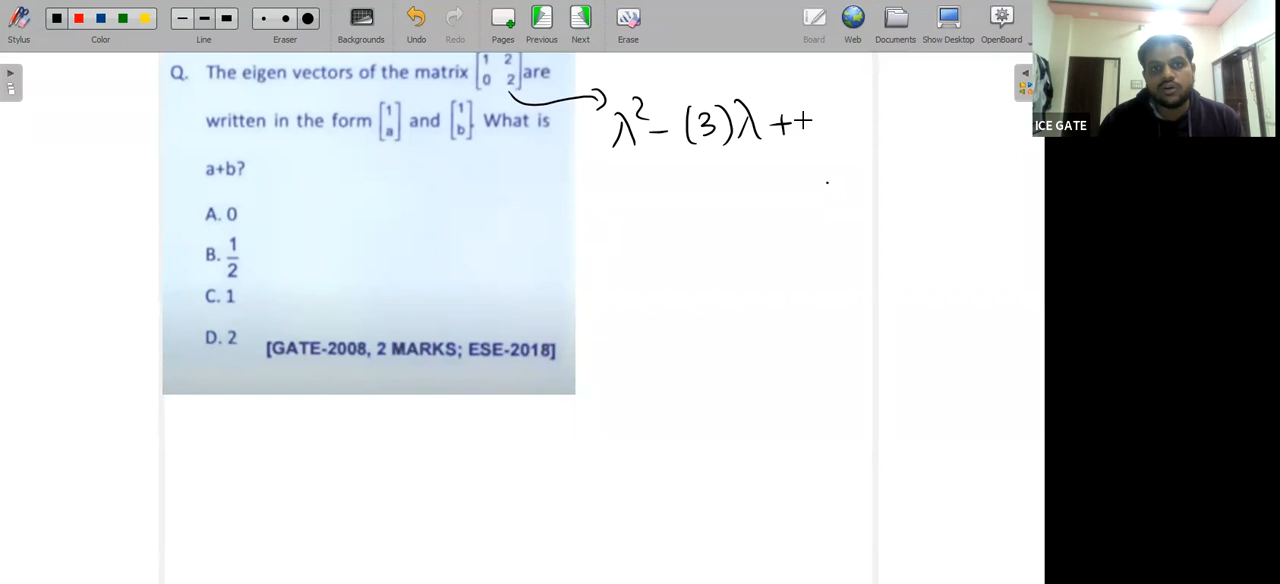 Stylus Color Line Eraser Backgrounds Undo Redo Pages Previous Next Erase Board Web Documents Show Desktop OpenBoard
Q. The eigen vectors of the matrix [1 2 0 2] are
written in the form [1 a] and [1 b]. What is
a+b?
A. 0
B. 1/2
C. 1
D. 2
[GATE-2008, 2 MARKS; ESE-2018]
λ² - (3)λ + +
ICE GATE